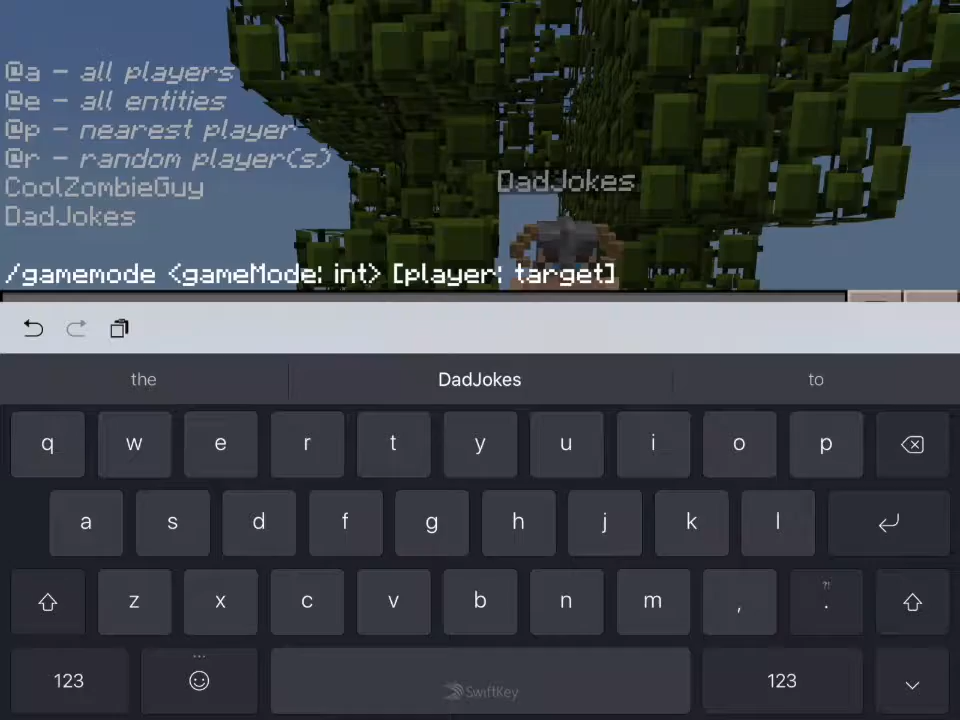 @a - all players
@e - all entities
@p - nearest player
@r - random player(s)
CoolZombieGuy
DadJokes
DadJokes
/gamemode <gameMode: int> [player: target]
the DadJokes to
q w e r t y u i o p
a s d f g h j k l
?!
z x c v b n m , .
123 SwiftKey 123